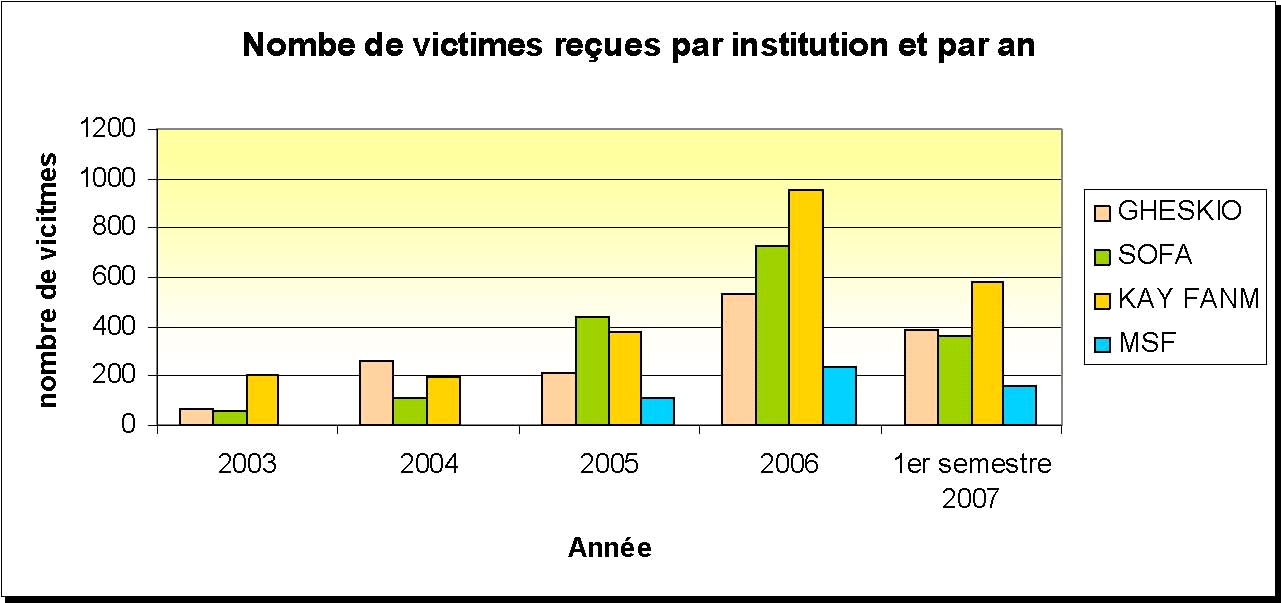 Nombe de victimes reçues par institution et par an
nombre de vicitmes
1200
1000
800
600
400
200
0
2003
2004
2005
2006
1er semestre
2007
Année
GHESKIO
SOFA
KAY FANM
MSF